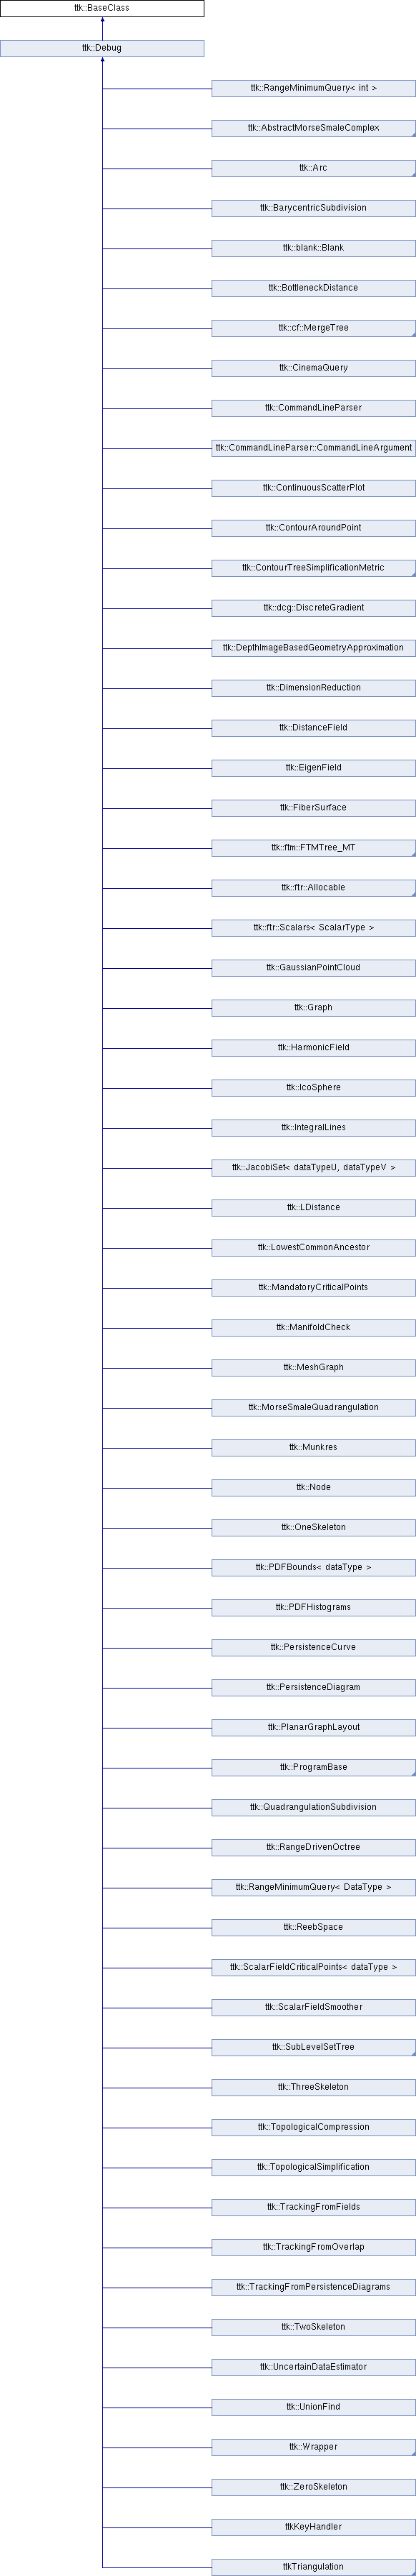 ttk::BaseClass
ttk::Debug
ttk::RangeMinimumQuery< int >
ttk::AbstractMorseSmaleComplex
ttk::Arc
ttk::BarycentricSubdivision
ttk::blank::Blank
ttk::BottleneckDistance
ttk::cf::MergeTree
ttk::CinemaQuery
ttk::CommandLineParser
ttk::CommandLineParser::CommandLineArgument
ttk::ContinuousScatterPlot
ttk::ContourAroundPoint
ttk::ContourTreeSimplificationMetric
ttk::dcg::DiscreteGradient
ttk::DepthImageBasedGeometryApproximation
ttk::DimensionReduction
ttk::DistanceField
ttk::EigenField
ttk::FiberSurface
ttk::ftm::FTMTree_MT
ttk::ftr::Allocable
ttk::ftr::Scalars< ScalarType >
ttk::GaussianPointCloud
ttk::Graph
ttk::HarmonicField
ttk::IcoSphere
ttk::IntegralLines
ttk::JacobiSet< dataTypeU, dataTypeV >
ttk::LDistance
ttk::LowestCommonAncestor
ttk::MandatoryCriticalPoints
ttk::ManifoldCheck
ttk::MeshGraph
ttk::MorseSmaleQuadrangulation
ttk::Munkres
ttk::Node
ttk::OneSkeleton
ttk::PDFBounds< dataType >
ttk::PDFHistograms
ttk::PersistenceCurve
ttk::PersistenceDiagram
ttk::PlanarGraphLayout
ttk::ProgramBase
ttk::QuadrangulationSubdivision
ttk::RangeDrivenOctree
ttk::RangeMinimumQuery< DataType >
ttk::ReebSpace
ttk::ScalarFieldCriticalPoints< dataType >
ttk::ScalarFieldSmoother
ttk::SubLevelSetTree
ttk::ThreeSkeleton
ttk::TopologicalCompression
ttk::TopologicalSimplification
ttk::TrackingFromFields
ttk::TrackingFromOverlap
ttk::TrackingFromPersistenceDiagrams
ttk::TwoSkeleton
ttk::UncertainDataEstimator
ttk::UnionFind
ttk::Wrapper
ttk::ZeroSkeleton
ttkKeyHandler
ttkTriangulation